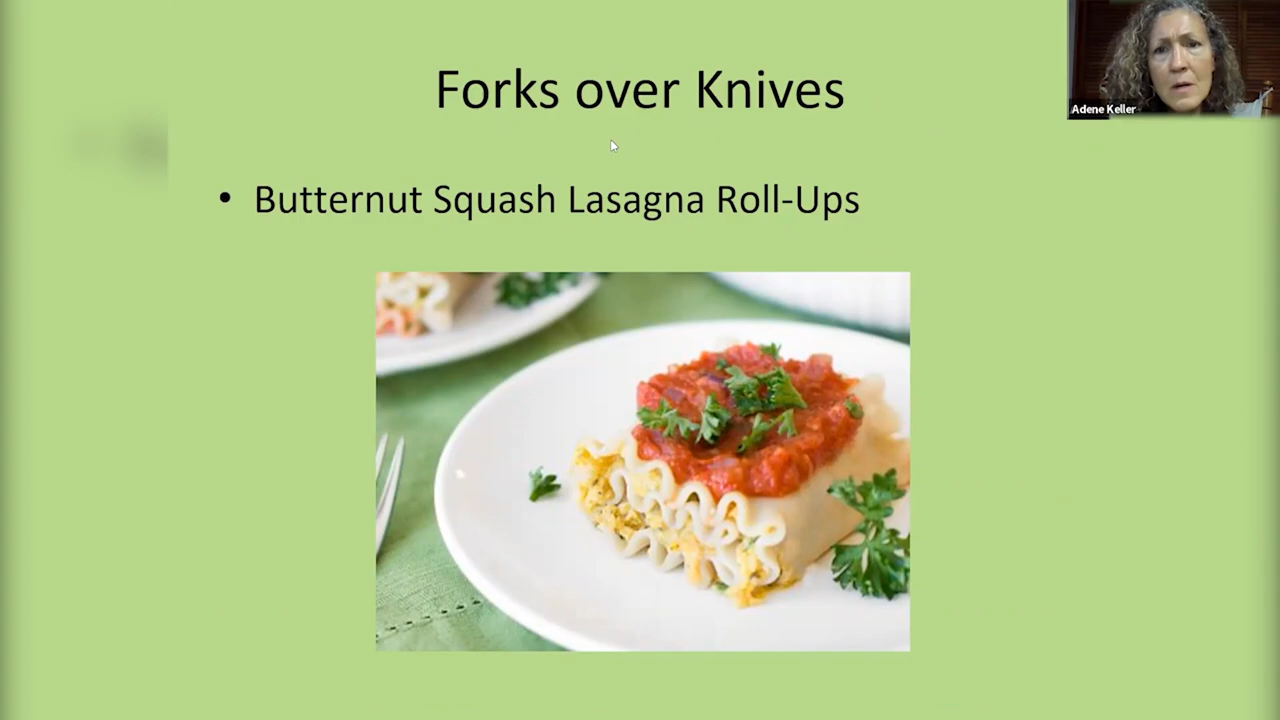 Forks over Knives
• Butternut Squash Lasagna Roll-Ups
Adene Keller